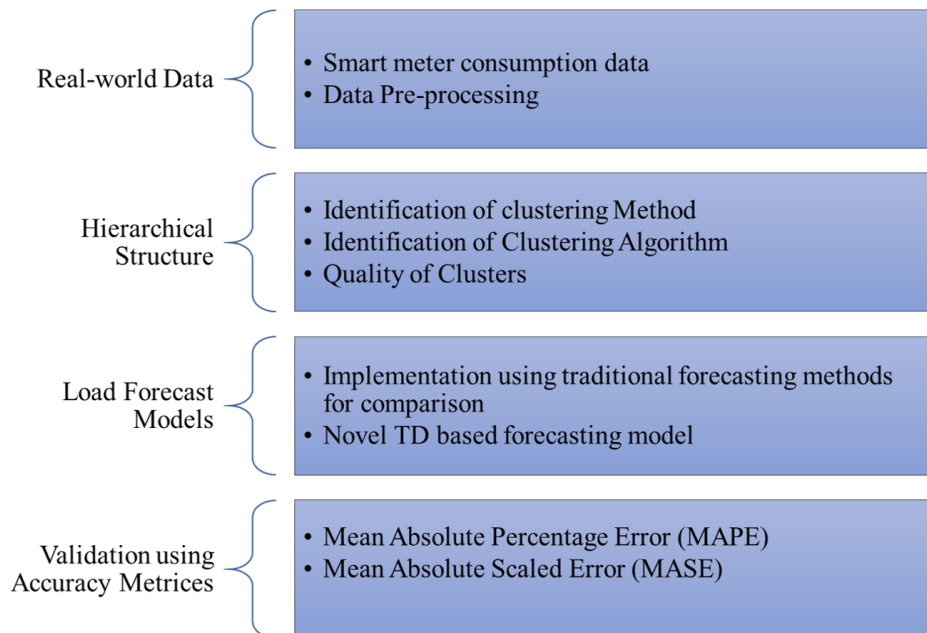 Real-world Data
• Smart meter consumption data
• Data Pre-processing
Hierarchical
Structure
• Identification of clustering Method
• Identification of Clustering Algorithm
• Quality of Clusters
Load Forecast
Models
• Implementation using traditional forecasting methods
for comparison
• Novel TD based forecasting model
Validation using
Accuracy Metrices
• Mean Absolute Percentage Error (MAPE)
• Mean Absolute Scaled Error (MASE)